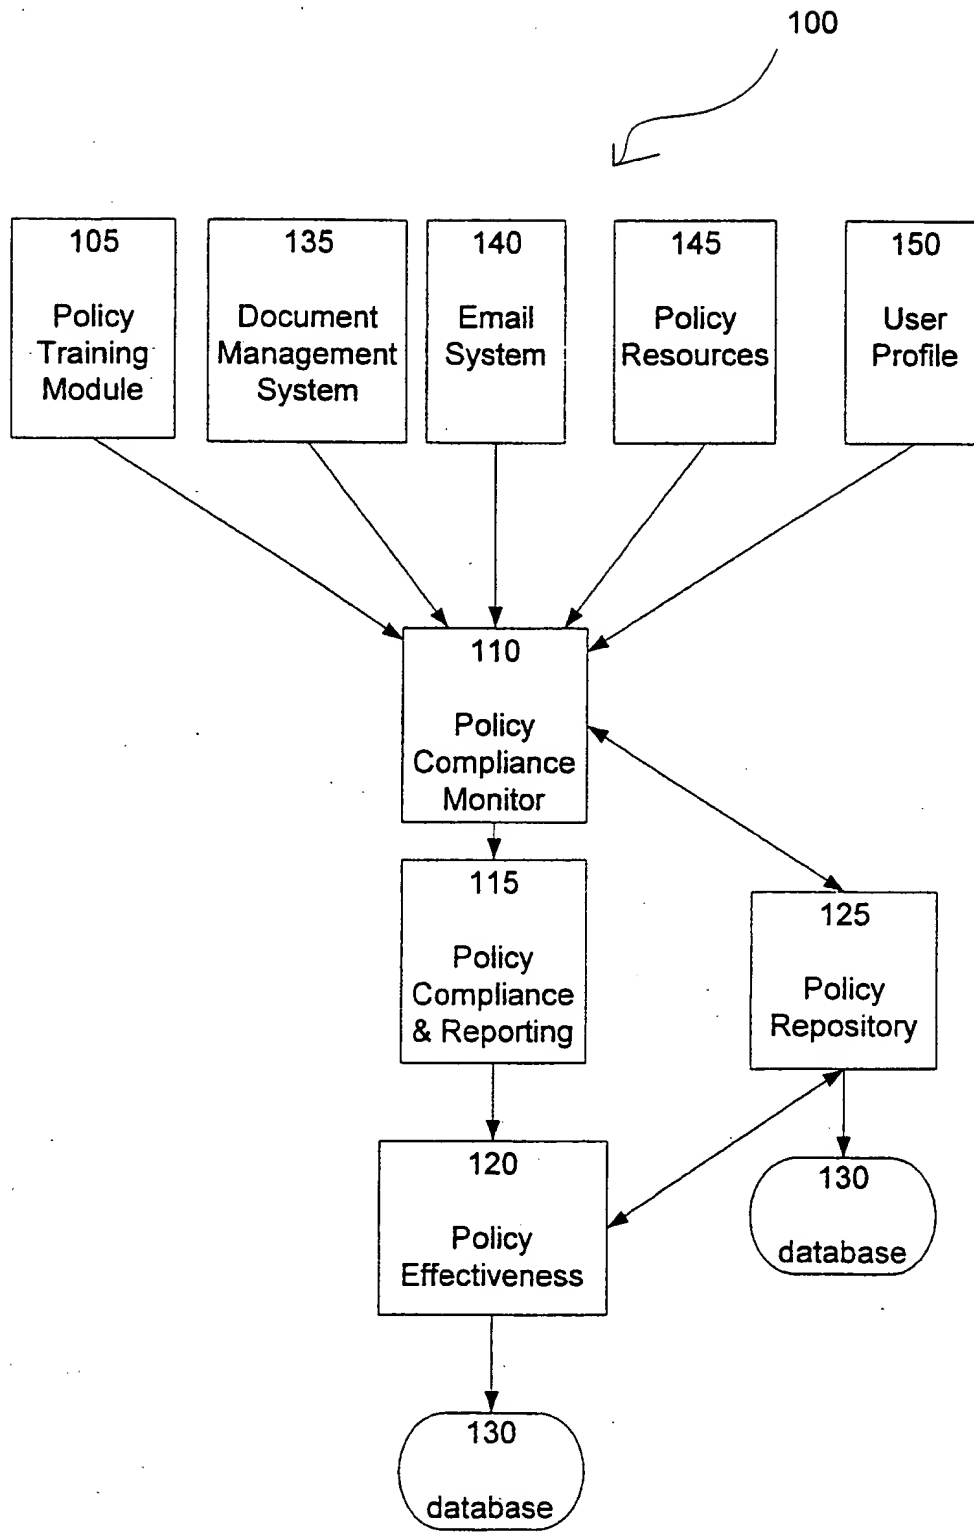 100
105
Policy
Training
Module
135
Document
Management
System
140
Email
System
145
Policy
Resources
150
User
Profile
110
Policy
Compliance
Monitor
115
Policy
Compliance
& Reporting
125
Policy
Repository
120
Policy
Effectiveness
130
database
130
database